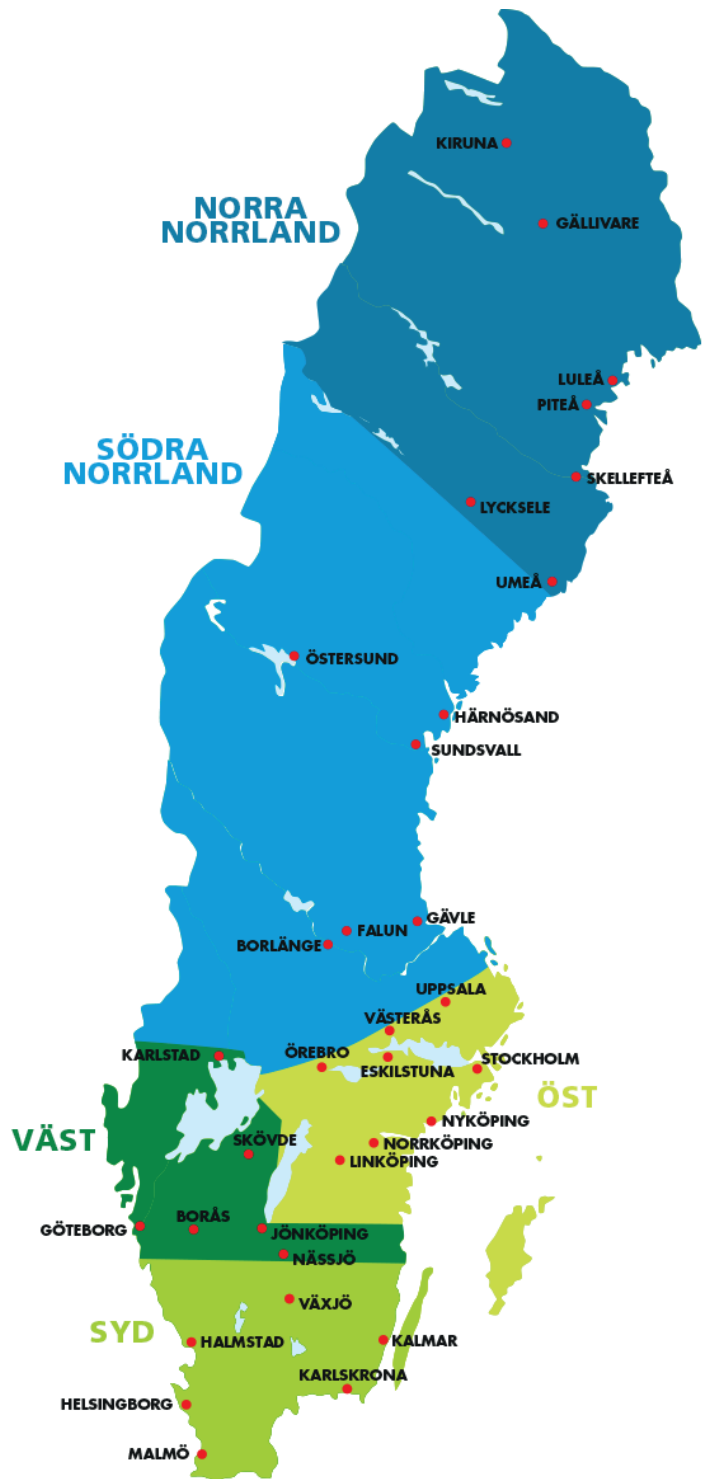 KIRUNA
NORRA
NORRLAND
GÄLLIVARE
LULEÅ
PITEÅ
SÖDRA
NORRLAND
SKELLEFTEÅ
LYCKSELE
UMEÅ
ÖSTERSUND
HÄRNÖSAND
SUNDSVALL
GÄVLE
FALUN
BORLÄNGE
UPPSALA
VÄSTERÅS
KARLSTAD
ÖREBRO
STOCKHOLM
ESKILSTUNA
ÖST
NYKÖPING
VÄST
SKÖVDE
NORRKÖPING
LINKÖPING
GÖTEBORG
BORÅS
JÖNKÖPING
NÄSSJÖ
VÄXJÖ
SYD
HALMSTAD
KALMAR
KARLSKRONA
HELSINGBORG
MALMÖ